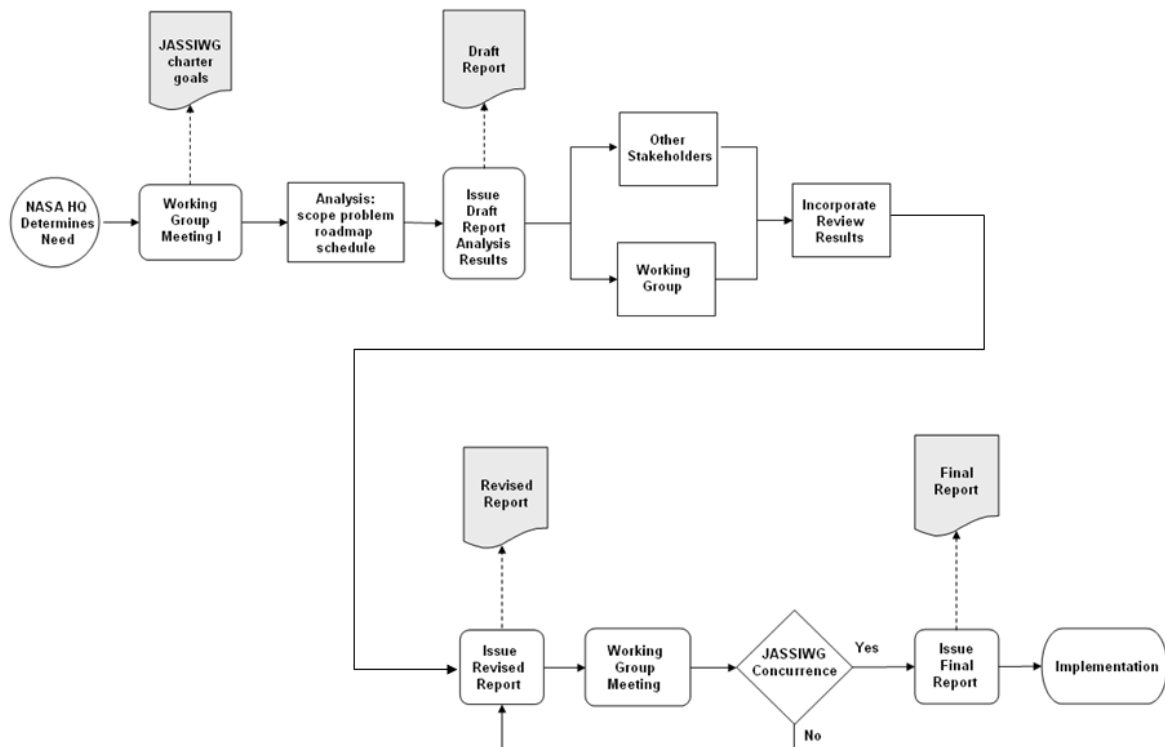 JASSIWG
charter
goals
Draft
Report
NASA HQ
Determines
Need
Working
Group
Meeting I
Analysis:
scope problem
roadmap
schedule
Issue
Draft
Report
Analysis
Results
Other
Stakeholders
Working
Group
Incorporate
Review
Results
Revised
Report
Final
Report
Issue
Revised
Report
Working
Group
Meeting
JASSIWG
Concurrence
Yes
No
Issue
Final
Report
Implementation